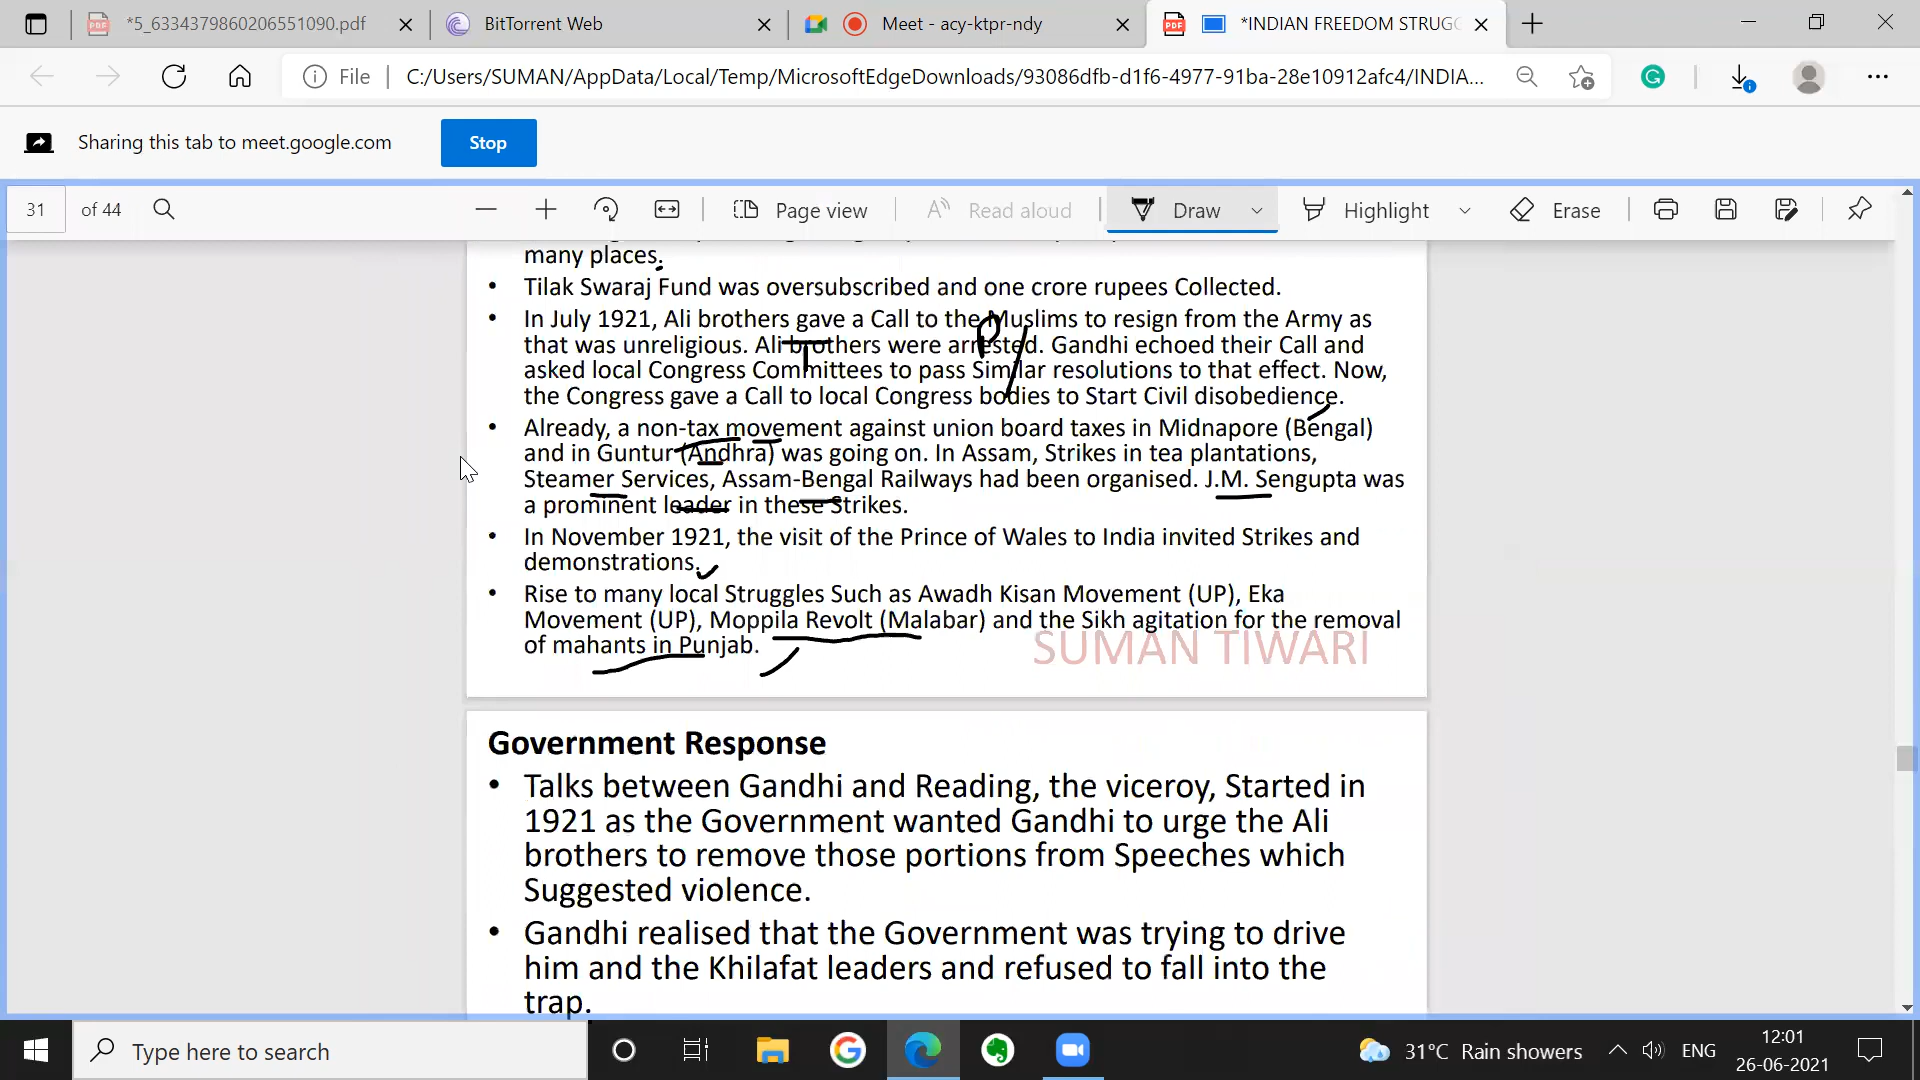 *5_6334379860206551090.pdf
BitTorrent Web
Meet - acy-ktpr-ndy
*INDIAN FREEDOM STRUGG
File
C:/Users/SUMAN/AppData/Local/Temp/MicrosoftEdgeDownloads/93086dfb-d1f6-4977-91ba-28e10912afc4/INDIA...
Sharing this tab to meet.google.com
Stop
31 of 44
Page view
Read aloud
Draw
Highlight
Erase
many places.
• Tilak Swaraj Fund was oversubscribed and one crore rupees Collected.
• In July 1921, Ali brothers gave a Call to the Muslims to resign from the Army as
that was unreligious. Ali brothers were arrested. Gandhi echoed their Call and
asked local Congress Committees to pass Similar resolutions to that effect. Now,
the Congress gave a Call to local Congress bodies to Start Civil disobedience.
• Already, a non-tax movement against union board taxes in Midnapore (Bengal)
and in Guntur (Andhra) was going on. In Assam, Strikes in tea plantations,
Steamer Services, Assam-Bengal Railways had been organised. J.M. Sengupta was
a prominent leader in these Strikes.
• In November 1921, the visit of the Prince of Wales to India invited Strikes and
demonstrations.
• Rise to many local Struggles Such as Awadh Kisan Movement (UP), Eka
Movement (UP), Moppila Revolt (Malabar) and the Sikh agitation for the removal
of mahants in Punjab.
SUMAN TIWARI
Government Response
• Talks between Gandhi and Reading, the viceroy, Started in
1921 as the Government wanted Gandhi to urge the Ali
brothers to remove those portions from Speeches which
Suggested violence.
• Gandhi realised that the Government was trying to drive
him and the Khilafat leaders and refused to fall into the
trap.
Type here to search
31°C Rain showers
ENG
12:01
26-06-2021